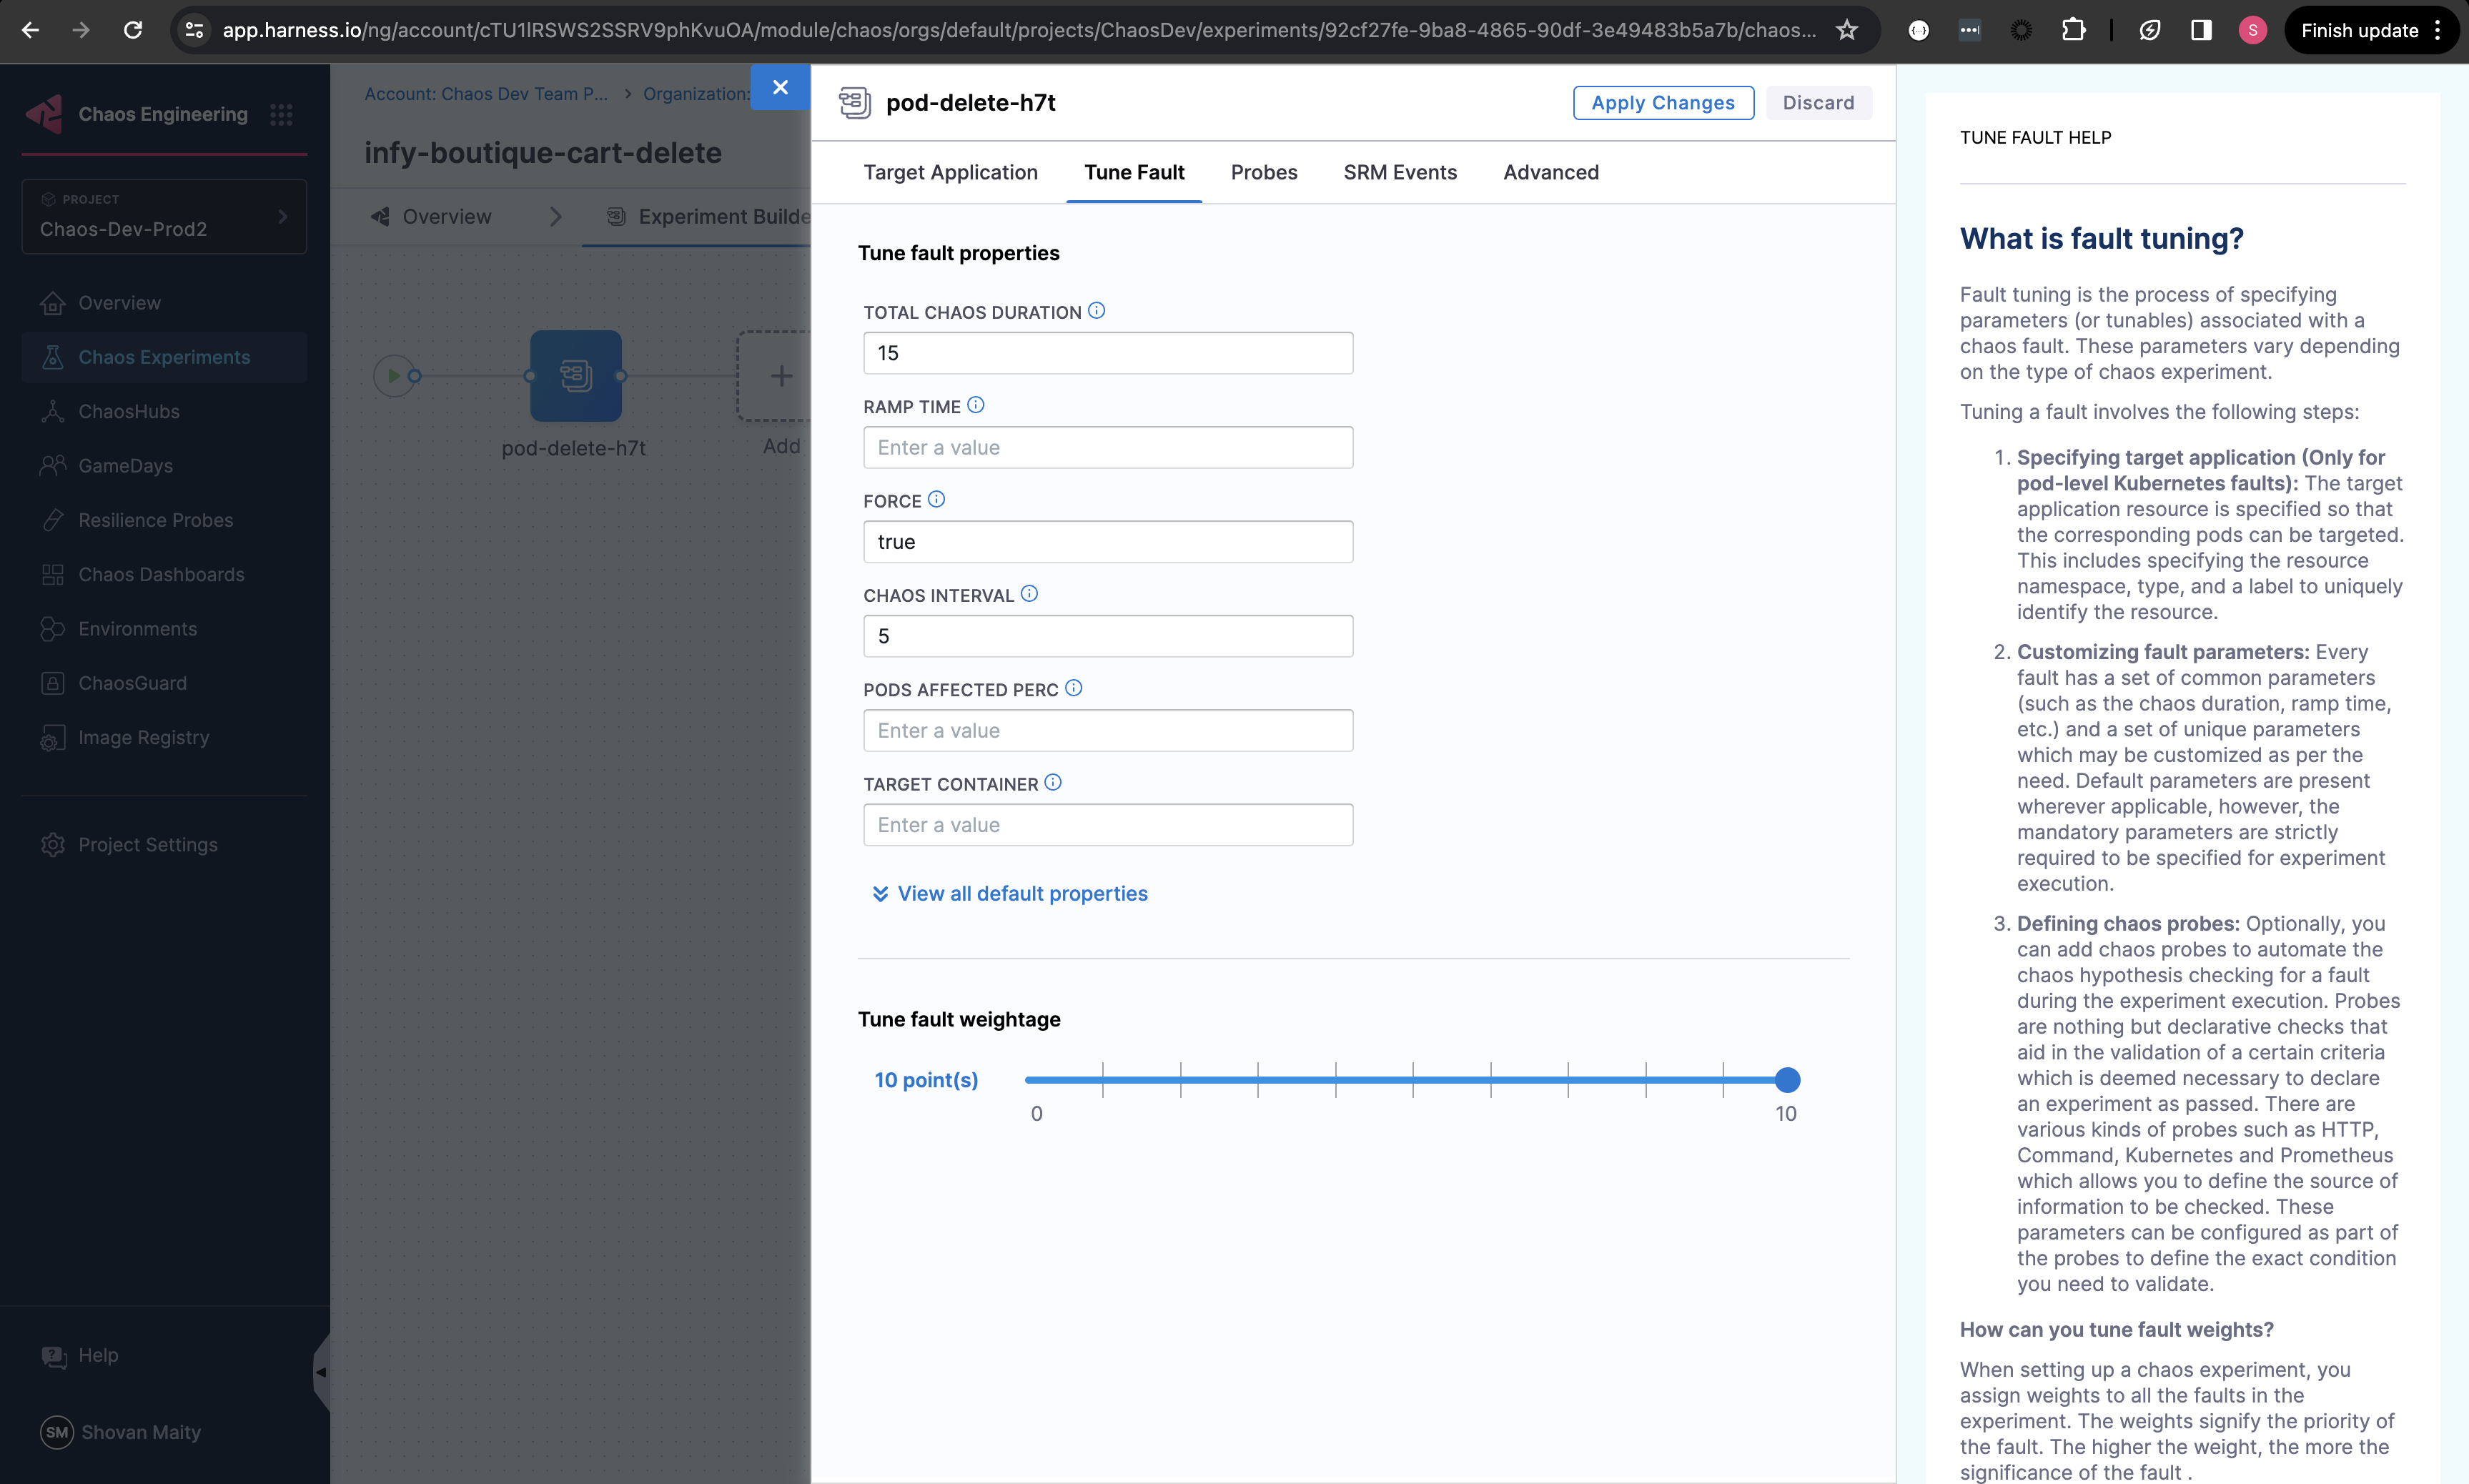 app.harness.io/ng/account/cTU1lRSWS2SSRV9phKvuOA/module/chaos/orgs/default/projects/ChaosDev/experiments/92cf27fe-9ba8-4865-90df-3e49483b5a7b/chaos...
S
Finish update
Chaos Engineering
PROJECT
Chaos-Dev-Prod2
Overview
Chaos Experiments
ChaosHubs
GameDays
Resilience Probes
Chaos Dashboards
Environments
ChaosGuard
Image Registry
Project Settings
Help
SM Shovan Maity
Account: Chaos Dev Team P... > Organization:
infy-boutique-cart-delete
Overview
Experiment Builde
pod-delete-h7t
Add
pod-delete-h7t
Apply Changes
Discard
Target Application
Tune Fault
Probes
SRM Events
Advanced
Tune fault properties
TOTAL CHAOS DURATION
15
RAMP TIME
Enter a value
FORCE
true
CHAOS INTERVAL
5
PODS AFFECTED PERC
Enter a value
TARGET CONTAINER
Enter a value
View all default properties
Tune fault weightage
10 point(s)
0
10
TUNE FAULT HELP
What is fault tuning?
Fault tuning is the process of specifying
parameters (or tunables) associated with a
chaos fault. These parameters vary depending
on the type of chaos experiment.
Tuning a fault involves the following steps:
1. Specifying target application (Only for
pod-level Kubernetes faults): The target
application resource is specified so that
the corresponding pods can be targeted.
This includes specifying the resource
namespace, type, and a label to uniquely
identify the resource.
2. Customizing fault parameters: Every
fault has a set of common parameters
(such as the chaos duration, ramp time,
etc.) and a set of unique parameters
which may be customized as per the
need. Default parameters are present
wherever applicable, however, the
mandatory parameters are strictly
required to be specified for experiment
execution.
3. Defining chaos probes: Optionally, you
can add chaos probes to automate the
chaos hypothesis checking for a fault
during the experiment execution. Probes
are nothing but declarative checks that
aid in the validation of a certain criteria
which is deemed necessary to declare
an experiment as passed. There are
various kinds of probes such as HTTP,
Command, Kubernetes and Prometheus
which allows you to define the source of
information to be checked. These
parameters can be configured as part of
the probes to define the exact condition
you need to validate.
How can you tune fault weights?
When setting up a chaos experiment, you
assign weights to all the faults in the
experiment. The weights signify the priority of
the fault. The higher the weight, the more the
significance of the fault .